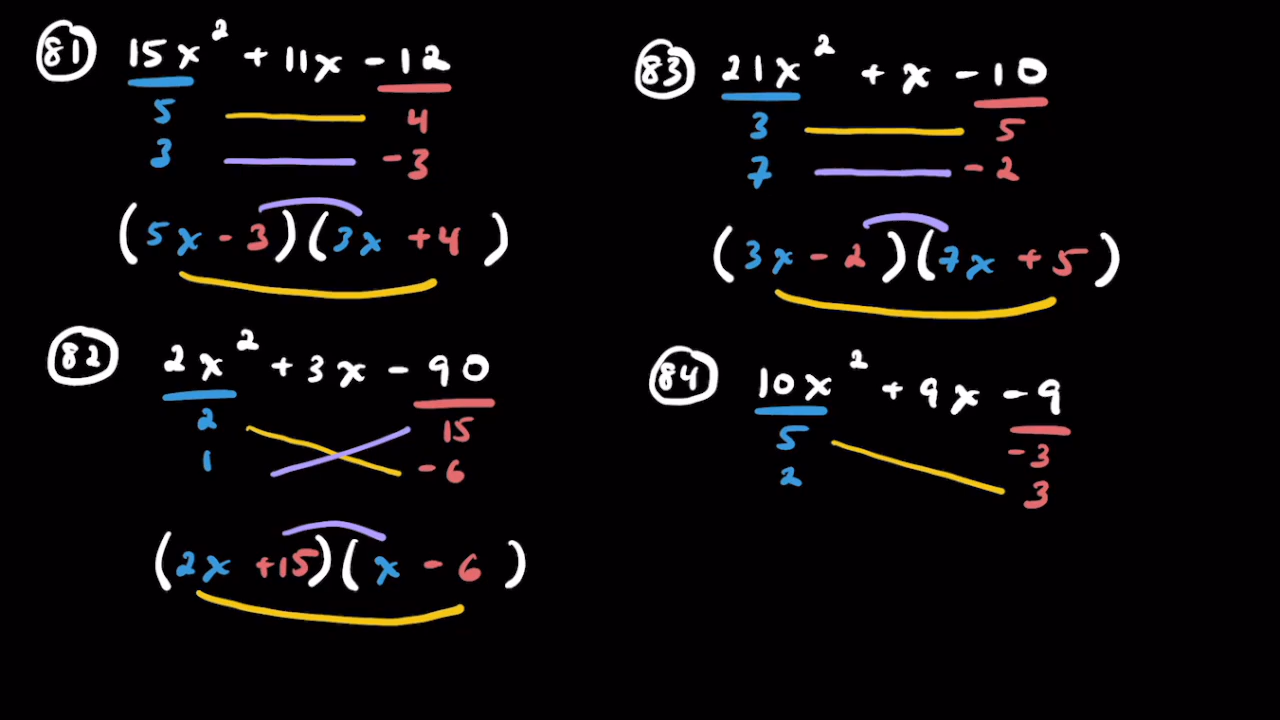 81 15x² + 11x - 12
5 4
3 -3
(5x - 3)(3x + 4)
82 2x² + 3x - 90
2 15
1 -6
(2x + 15)(x - 6)
83 21x² + x - 10
3 5
7 -2
(3x - 2)(7x + 5)
84 10x² + 9x - 9
5 -3
2 3